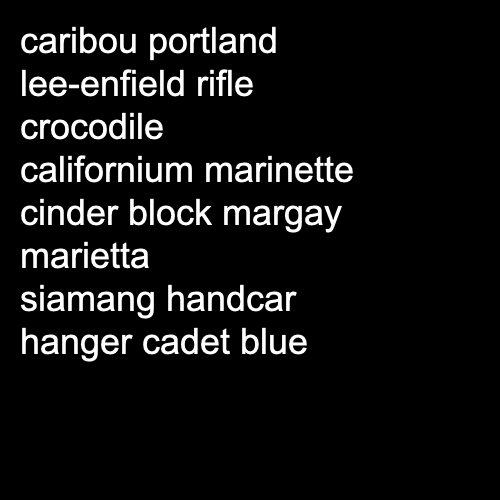 caribou portland
lee-enfield rifle
crocodile
californium marinette
cinder block margay
marietta
siamang handcar
hanger cadet blue